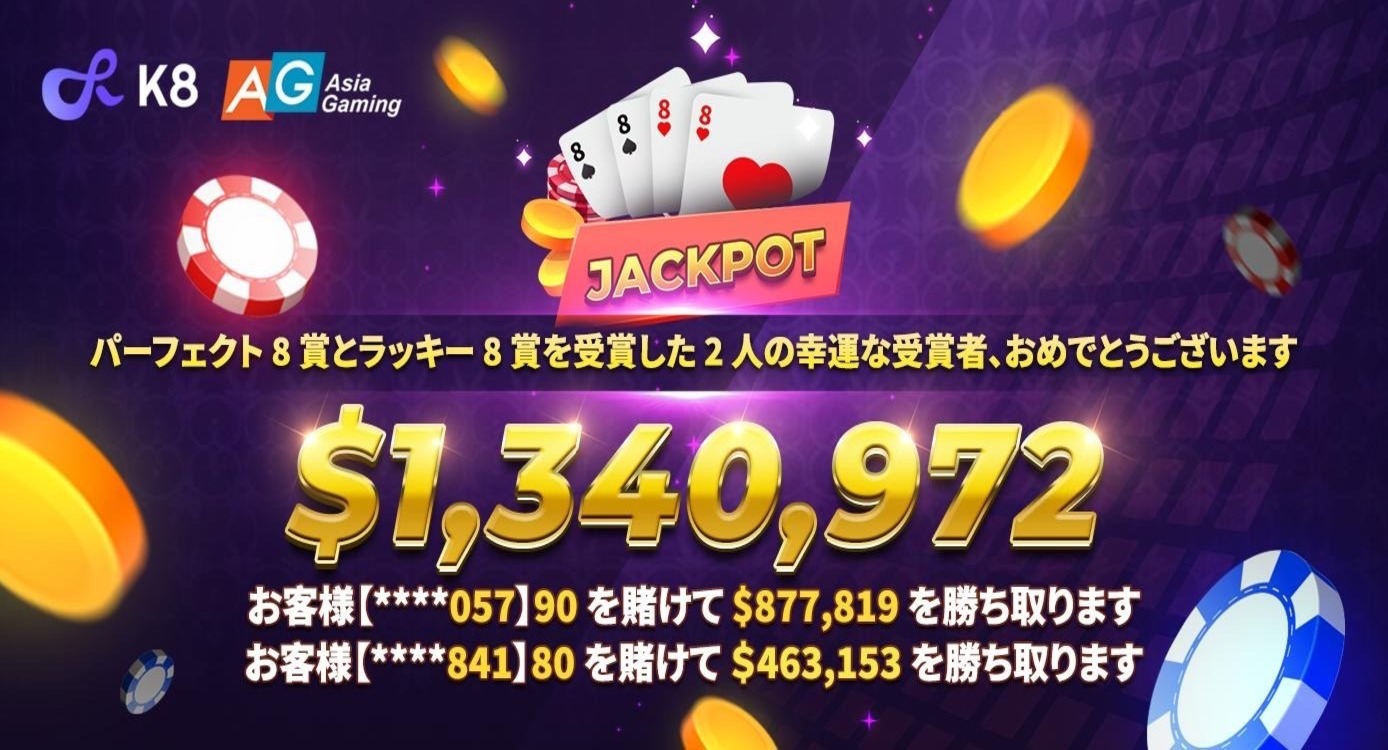 K8 AG Asia Gaming
8 8 8 8
JACKPOT
パーフェクト 8 賞とラッキー 8 賞を受賞した 2 人の幸運な受賞者、おめでとうございます
$1,340,972
お客様【****057】90 を賭けて $877,819 を勝ち取ります
お客様【****841】80 を賭けて $463,153 を勝ち取ります